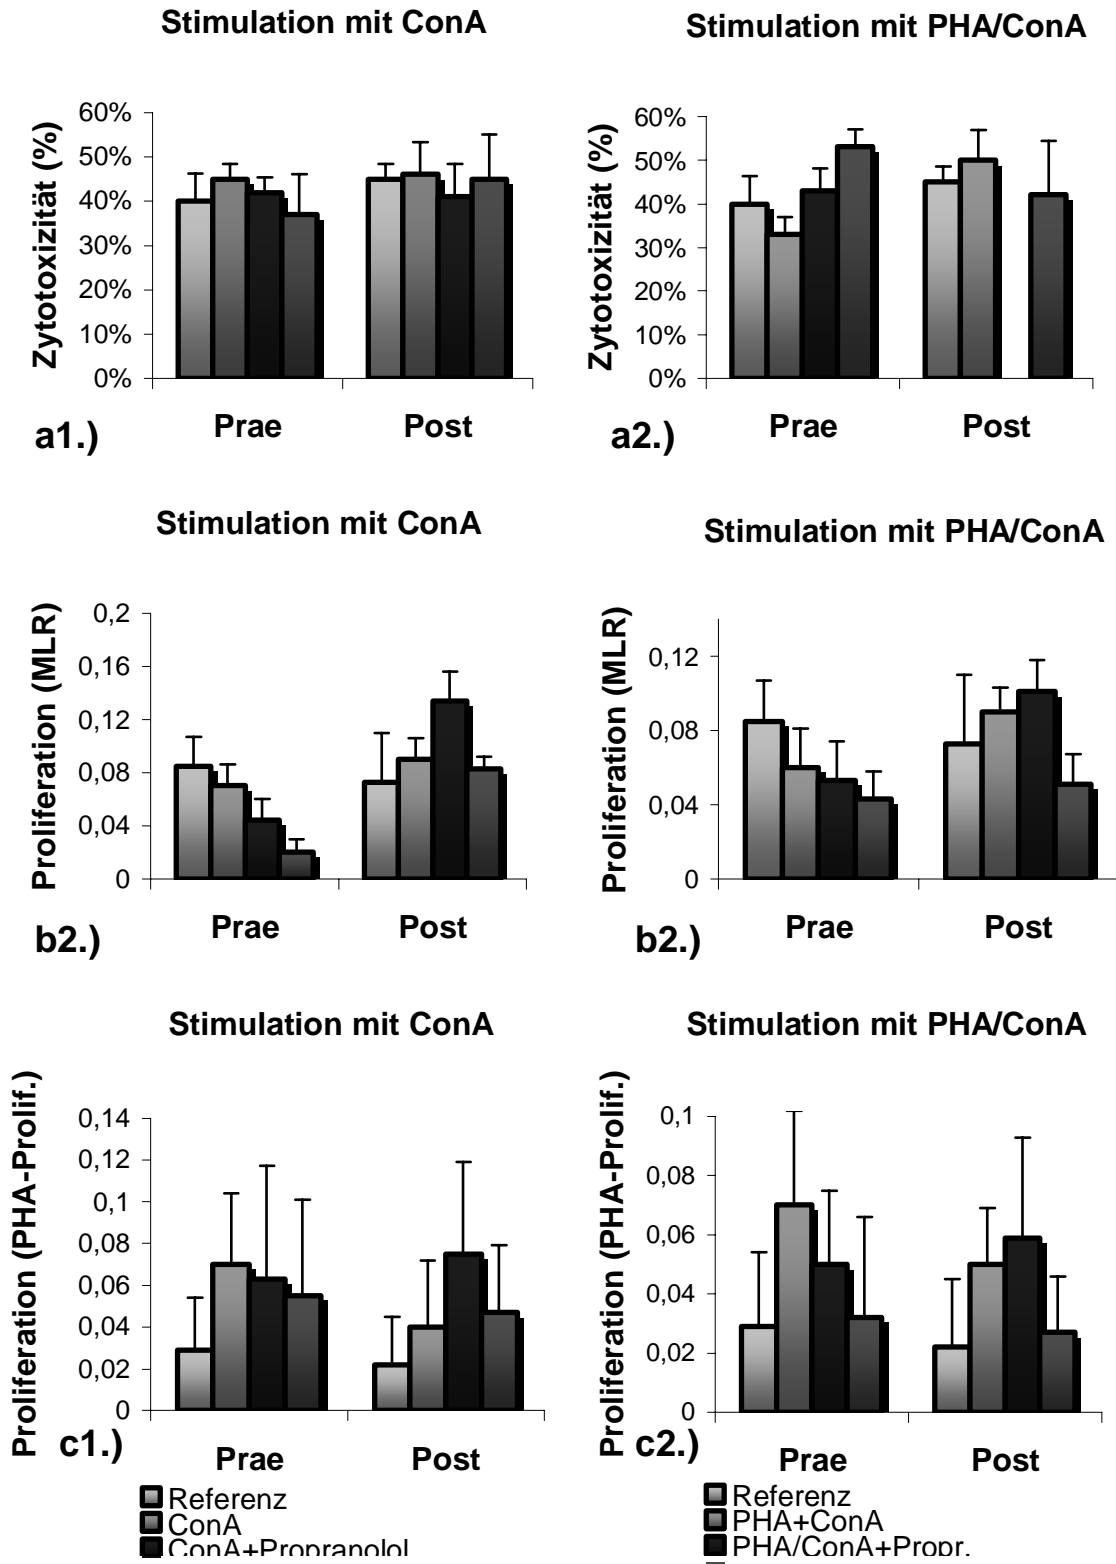 Stimulation mit ConA
Zytotoxizität (%)
60%
50%
40%
30%
20%
10%
0%
Prae
Post
a1.)
Stimulation mit PHA/ConA
Zytotoxizität (%)
60%
50%
40%
30%
20%
10%
0%
Prae
Post
a2.)
Stimulation mit ConA
Proliferation (MLR)
0,2
0,16
0,12
0,08
0,04
0
Prae
Post
b2.)
Stimulation mit PHA/ConA
Proliferation (MLR)
0,12
0,08
0,04
0
Prae
Post
b2.)
Stimulation mit ConA
Proliferation (PHA-Prolif.)
0,14
0,12
0,1
0,08
0,06
0,04
0,02
0
Prae
Post
c1.)
Referenz
ConA
ConA+Propranolol
Stimulation mit PHA/ConA
Proliferation (PHA-Prolif.)
0,1
0,08
0,06
0,04
0,02
0
Prae
Post
c2.)
Referenz
PHA+ConA
PHA/ConA+Propr.